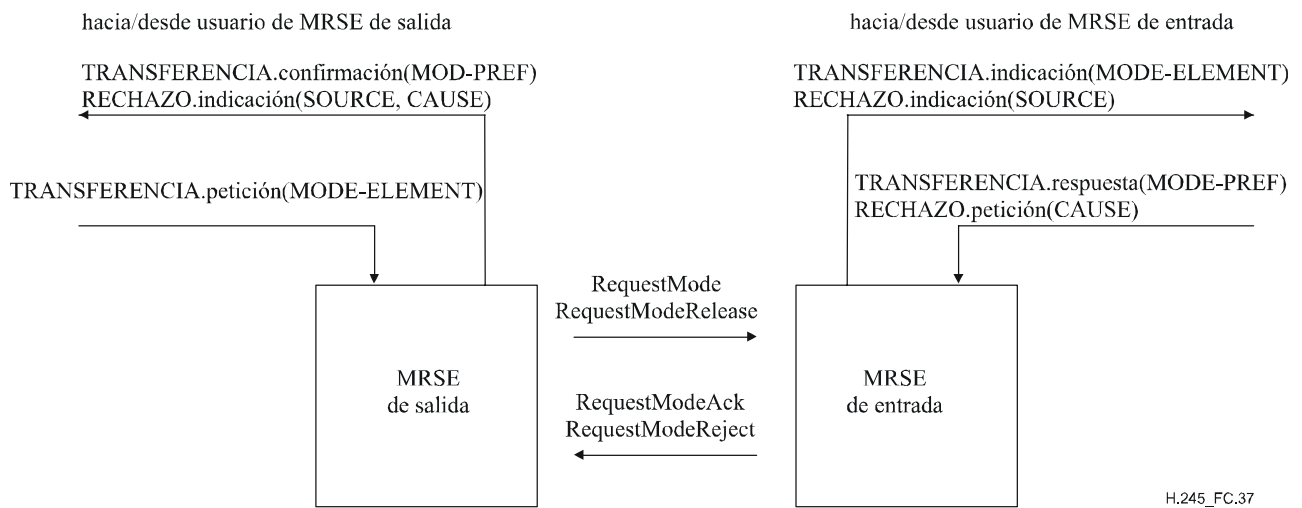 hacia/desde usuario de MRSE de salida
hacia/desde usuario de MRSE de entrada
TRANSFERENCIA.confirmación(MOD-PREF)
RECHAZO.indicación(SOURCE, CAUSE)
TRANSFERENCIA.indicación(MODE-ELEMENT)
RECHAZO.indicación(SOURCE)
TRANSFERENCIA.petición(MODE-ELEMENT)
TRANSFERENCIA.respuesta(MODE-PREF)
RECHAZO.petición(CAUSE)
RequestMode
RequestModeRelease
MRSE
de salida
RequestModeAck
RequestModeReject
MRSE
de entrada
H.245_FC.37